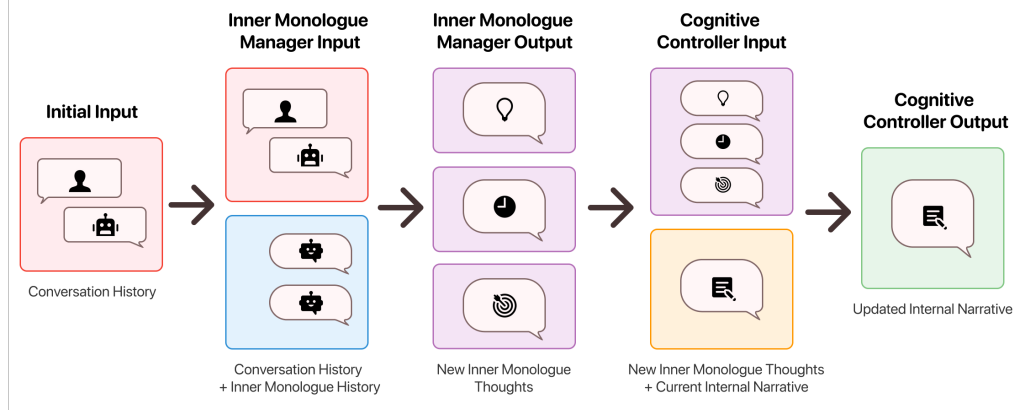 Initial Input
Conversation History
Inner Monologue
Manager Input
Conversation History
+ Inner Monologue History
Inner Monologue
Manager Output
New Inner Monologue
Thoughts
Cognitive
Controller Input
New Inner Monologue Thoughts
+ Current Internal Narrative
Cognitive
Controller Output
Updated Internal Narrative